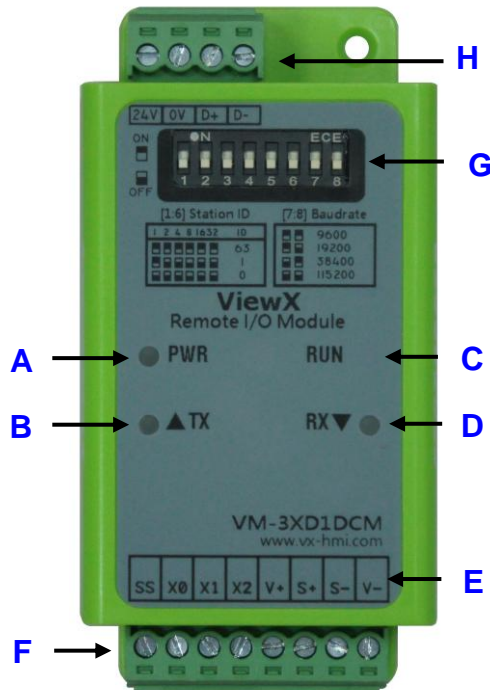 H
24V 0V D+ D-
ON
OFF
ON ECE
1 2 3 4 5 6 7 8
G
[1:6] Station ID [7:8] Baudrate
1 2 4 8 16 32 ID
63
1
0
9600
19200
38400
115200
ViewX
Remote I/O Module
A PWR RUN C
B ▲TX RX▼ D
VM-3XD1DCM
www.vx-hmi.com
SS X0 X1 X2 V+ S+ S- V- E
F